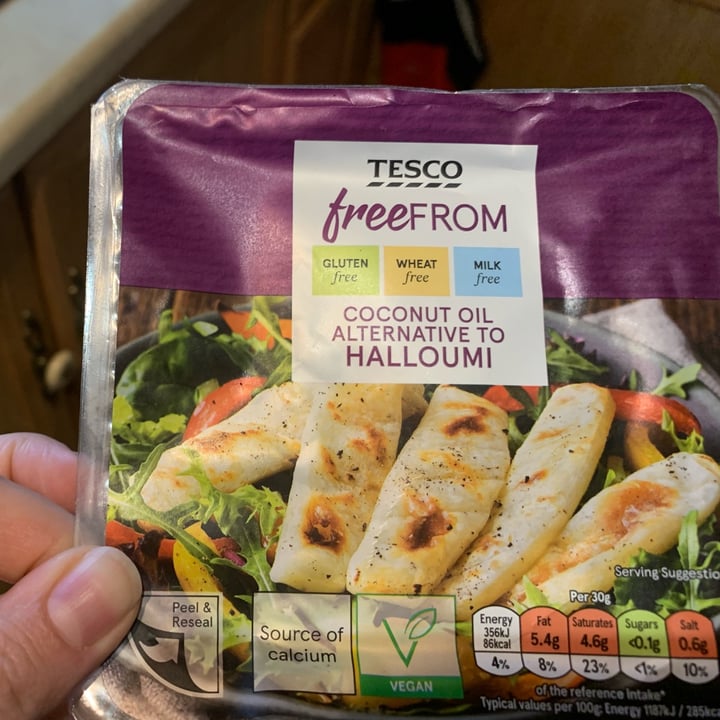 TESCO
freeFROM
GLUTEN
free
WHEAT
free
MILK
free
COCONUT OIL
ALTERNATIVE TO
HALLOUMI
Serving Suggestio
Peel &
Reseal
Source of
calcium
VEGAN
Per 30g
Energy
356kJ
86kcal
4%
Fat
5.4g
8%
Saturates
4.6g
23%
Sugars
<0.1g
<1%
Salt
0.6g
10%
of the reference intake*
Typical values per 100g: Energy 1187kJ / 285kca